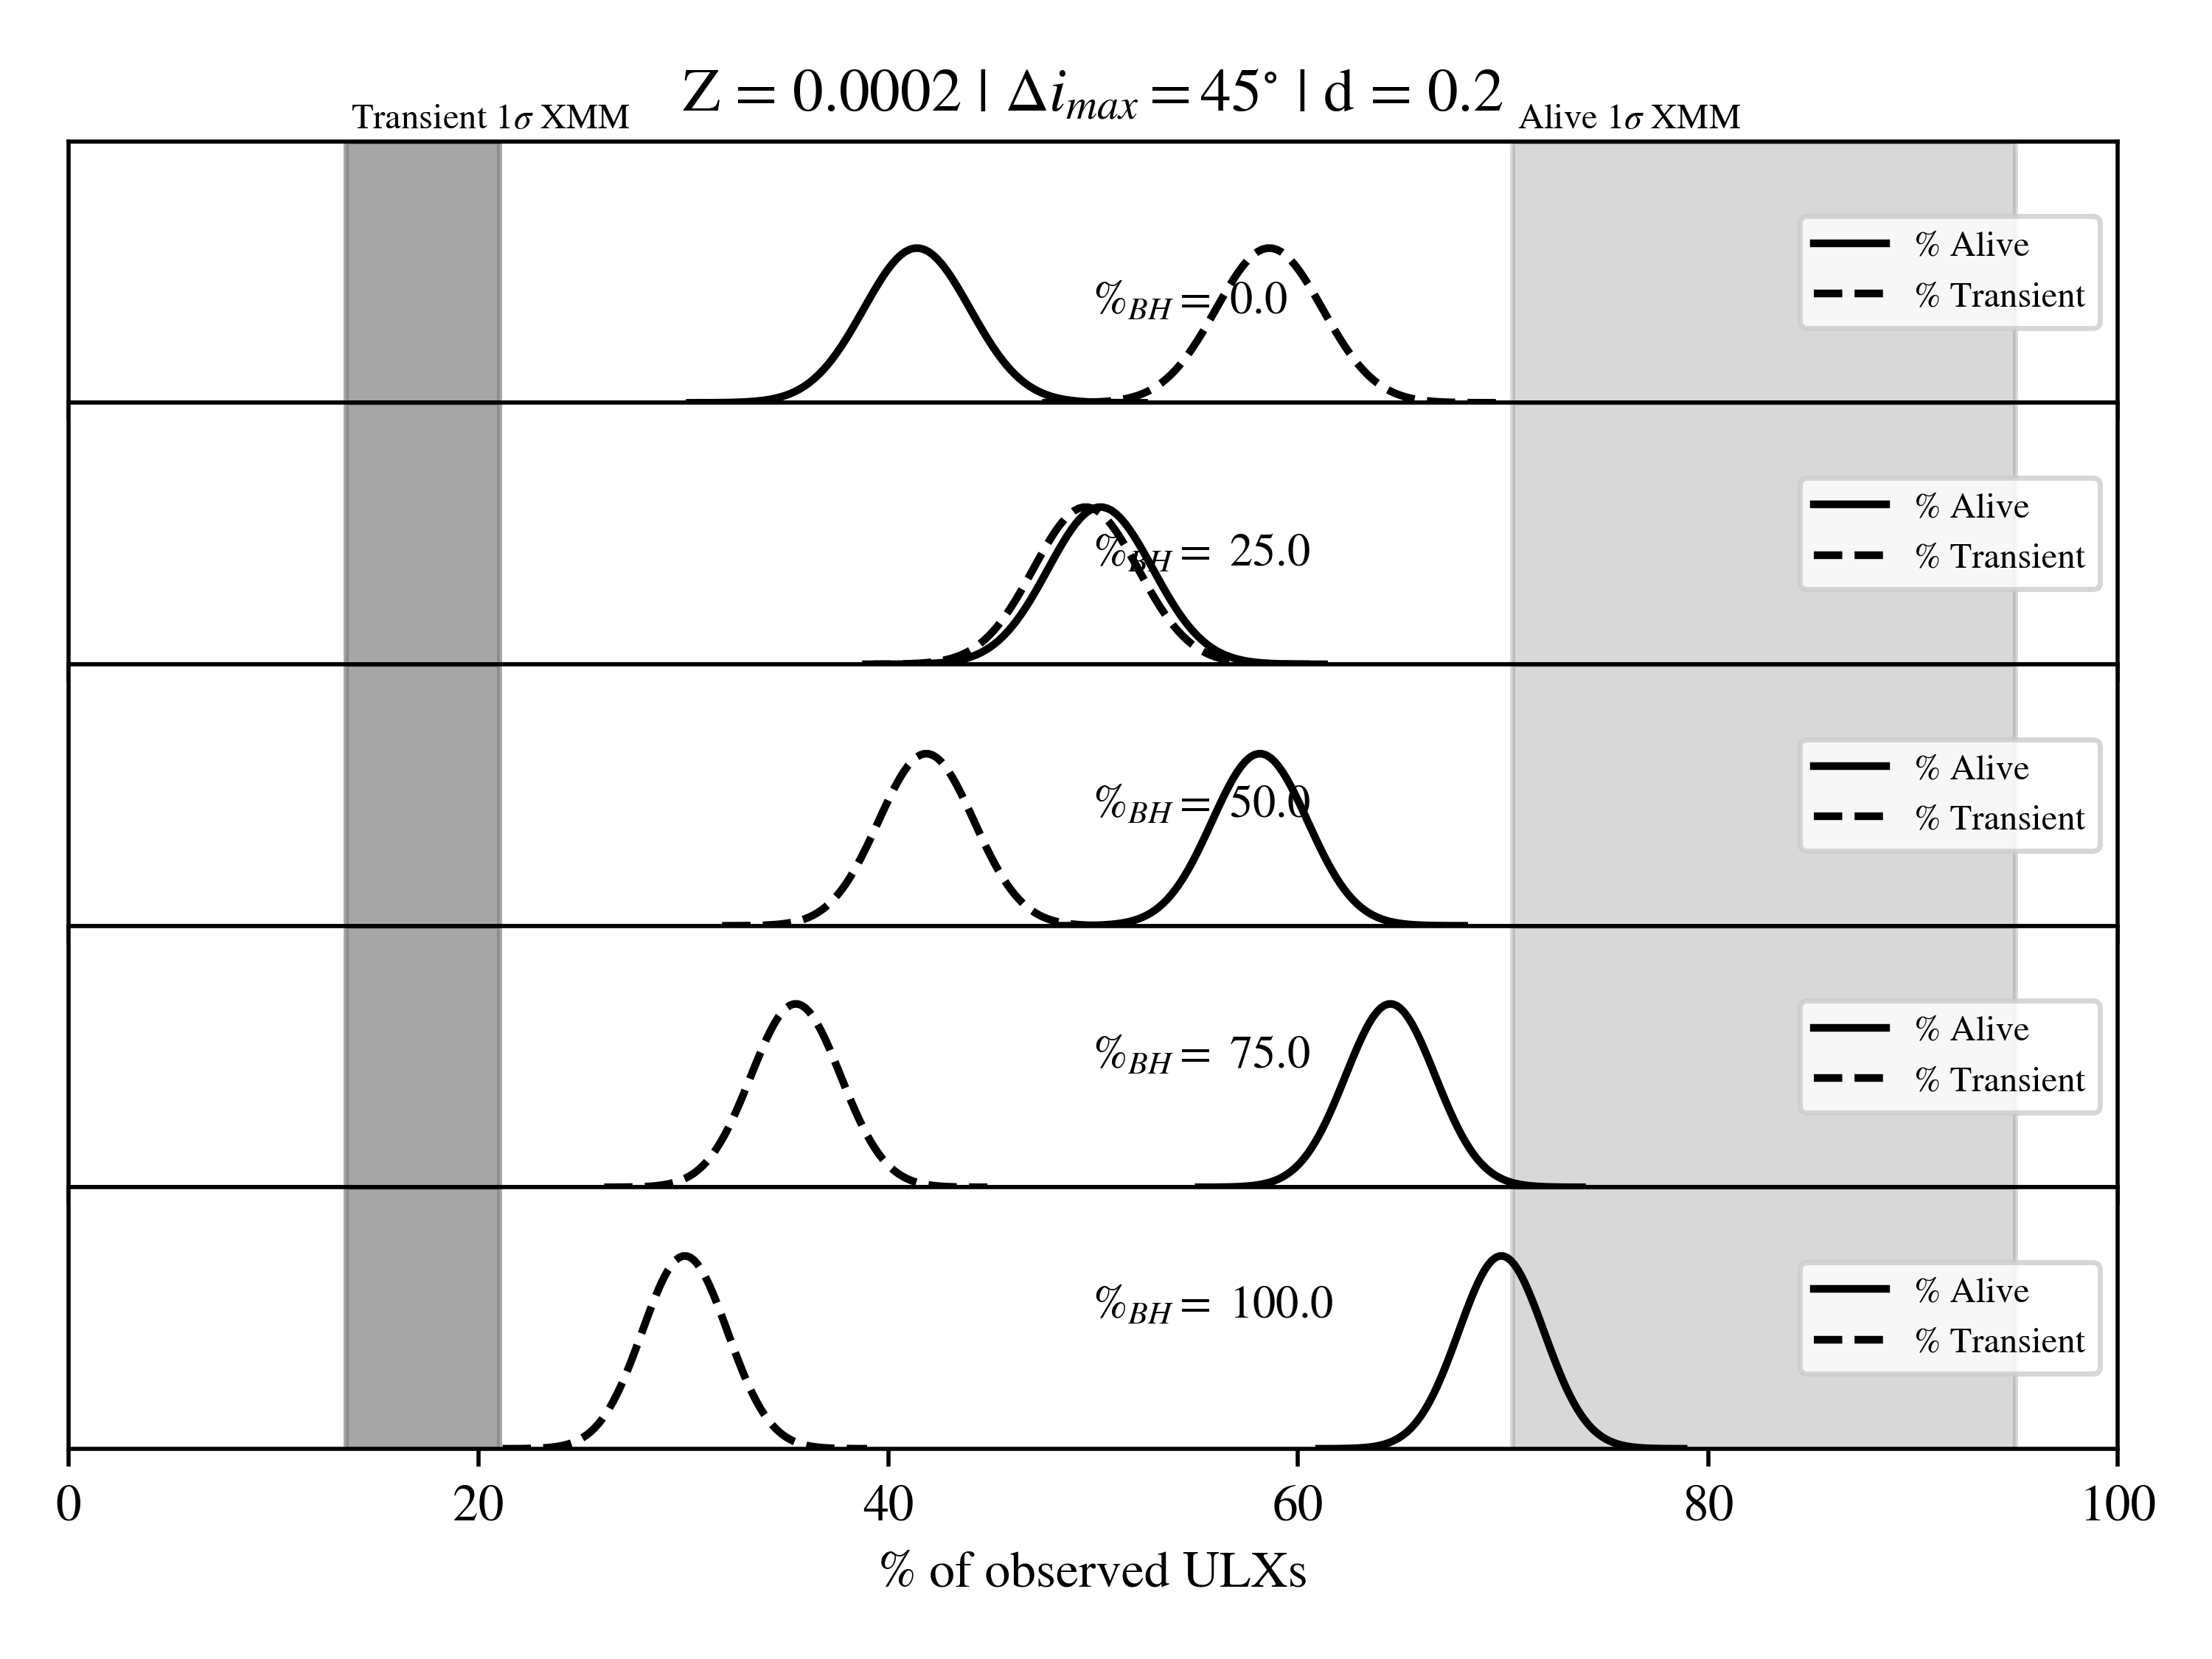 Z = 0.0002 | Δi_max = 45° | d = 0.2
Transient 1σ XMM
Alive 1σ XMM
%_BH = 0.0
% Alive
% Transient
%_BH = 25.0
% Alive
% Transient
%_BH = 50.0
% Alive
% Transient
%_BH = 75.0
% Alive
% Transient
%_BH = 100.0
% Alive
% Transient
0 20 40 60 80 100
% of observed ULXs